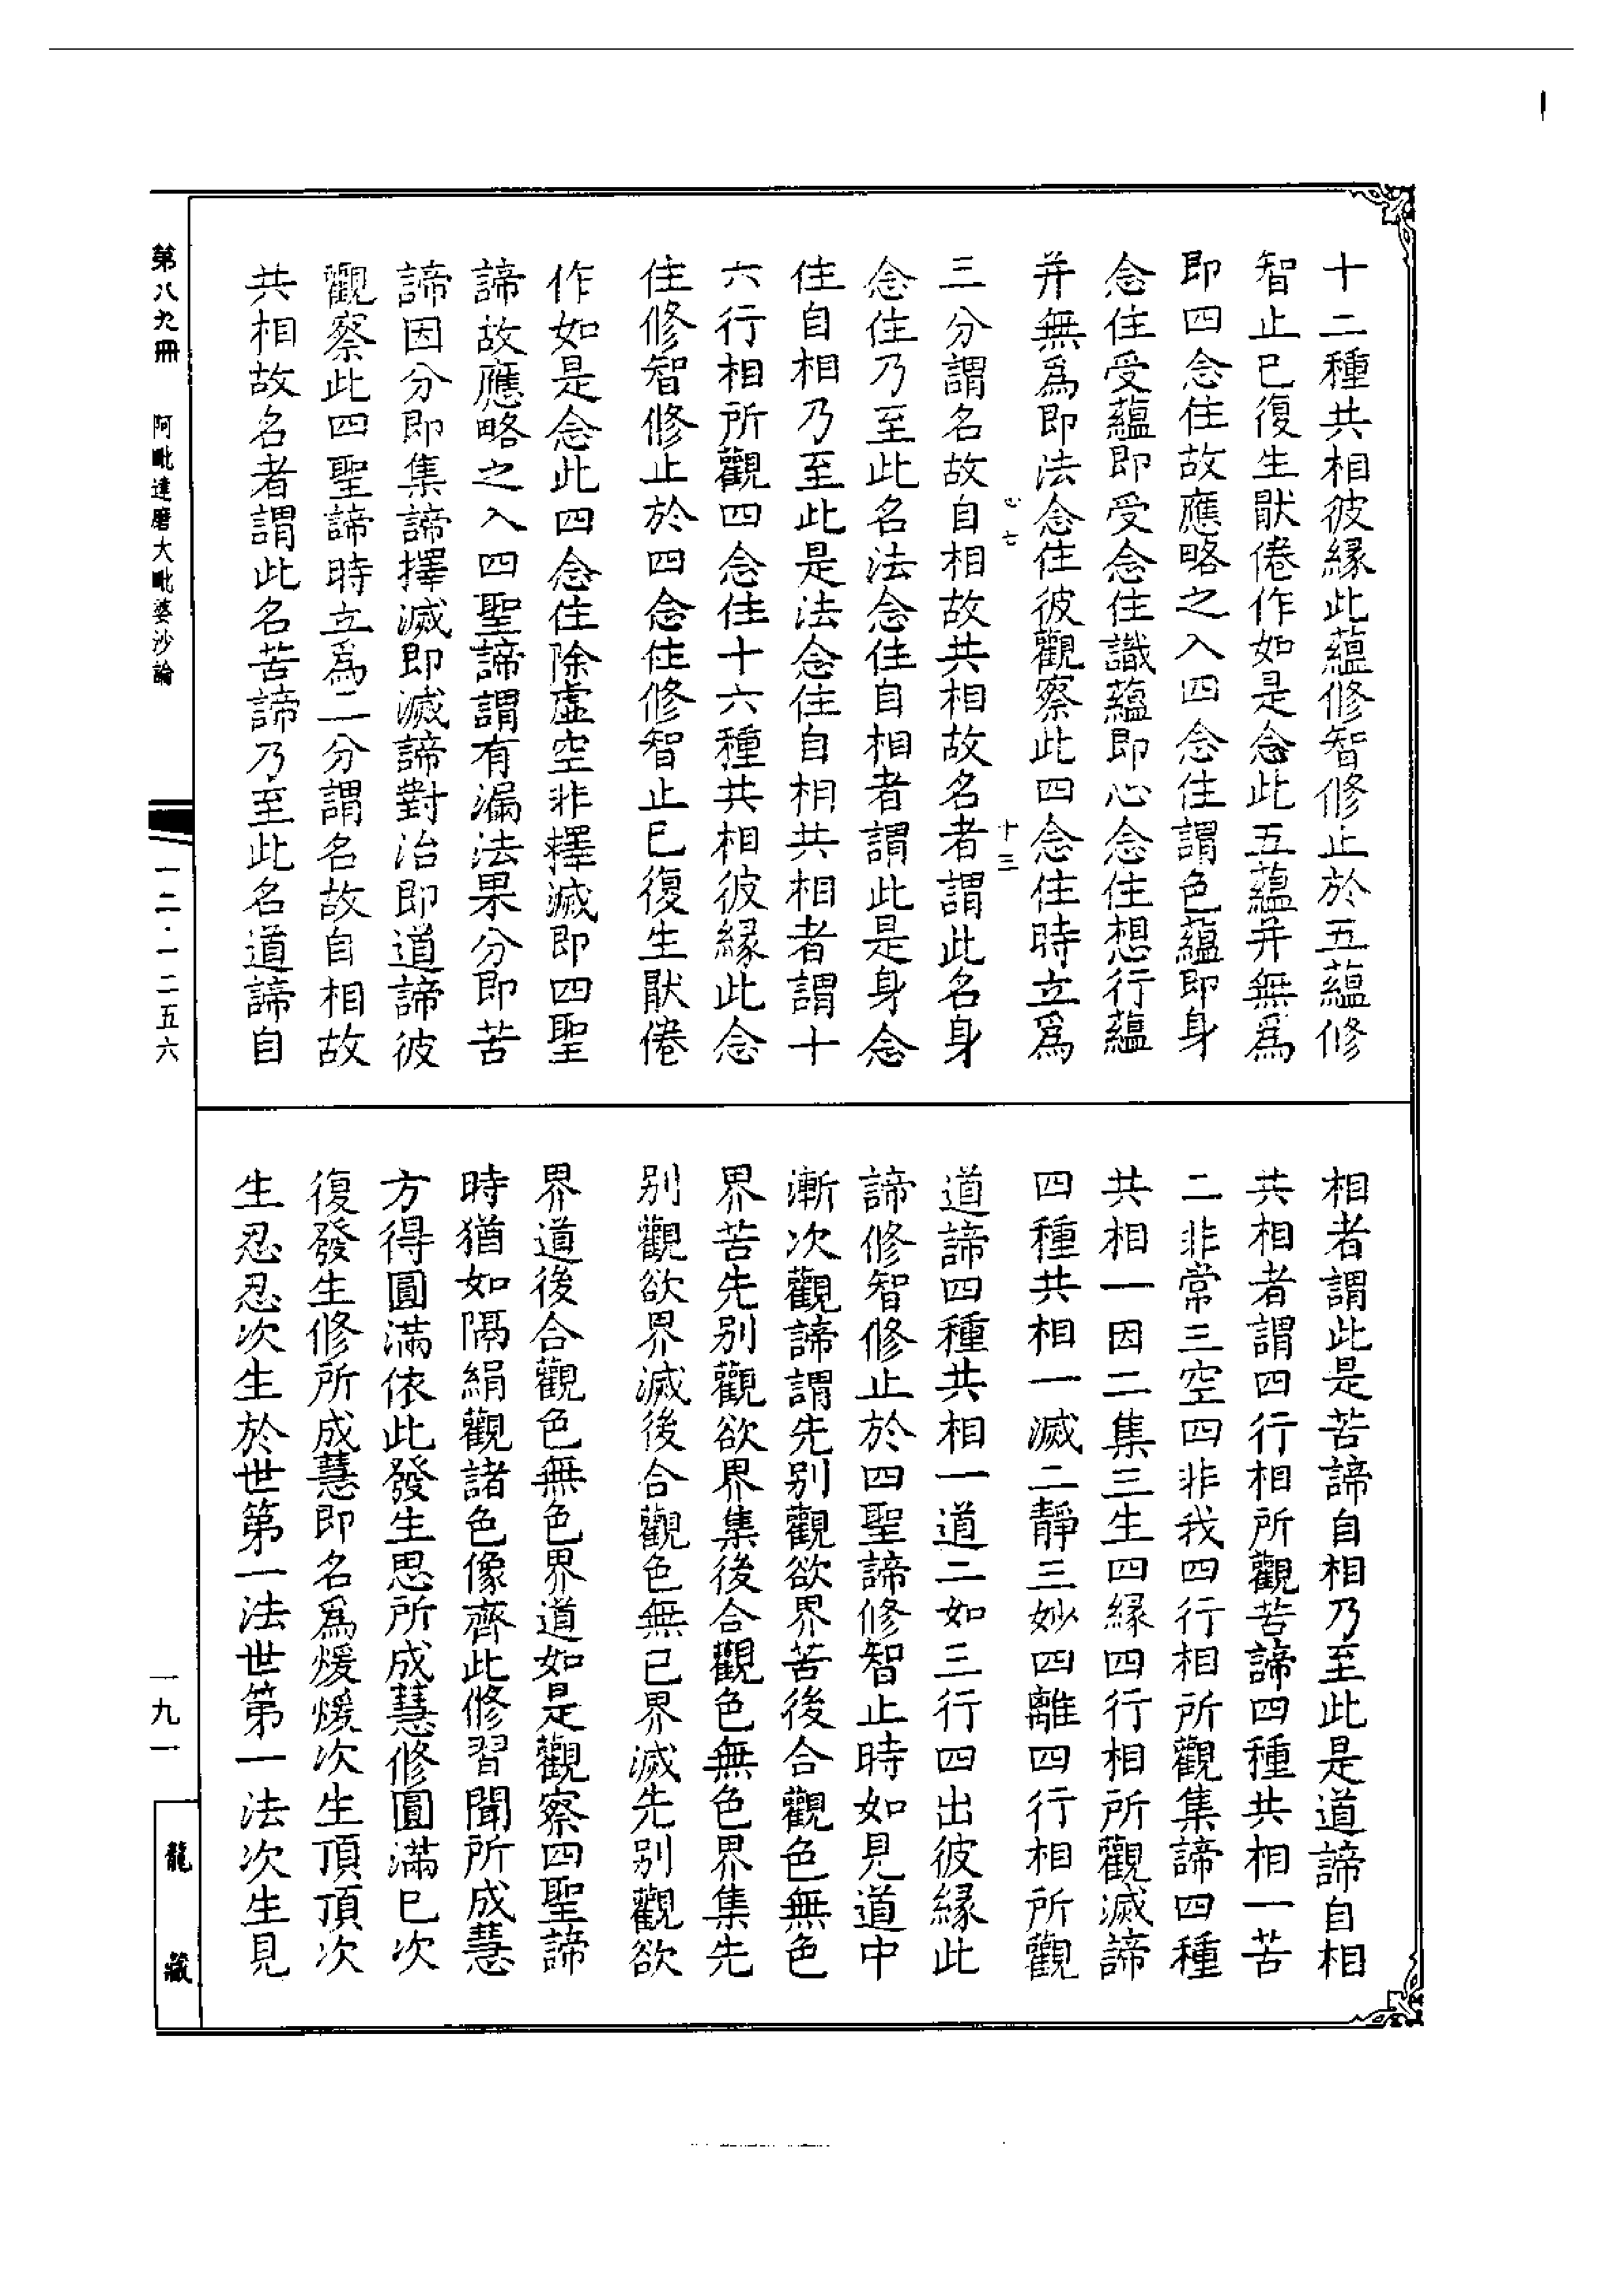 十二種共相彼緣此蘊修智修止於五蘊修
智止已復生厭倦作如是念此五蘊并無爲
即四念住故應略之入四念住謂色蘊即身
念住受蘊即受念住識蘊即心念住想行蘊
并無爲即法念住彼觀察此四念住時立爲
心七
十三
三分謂名故自相故共相故名者謂此名身
念住乃至此名法念住自相者謂此是身念
住自相乃至此是法念住自相共相者謂十
六行相所觀四念住十六種共相彼緣此念
住修智修止於四念住修智止已復生厭倦
作如是念此四念住除虛空非擇滅即四聖
諦故應略之入四聖諦謂有漏法果分即苦
諦因分即集諦擇滅即滅諦對治即道諦彼
觀察此四聖諦時立爲二分謂名故自相故
共相故名者謂此名苦諦乃至此名道諦自
相者謂此是苦諦自相乃至此是道諦自相
共相者謂四行相所觀苦諦四種共相一苦
二非常三空四非我四行相所觀集諦四種
共相一因二集三生四緣四行相所觀滅諦
四種共相一滅二靜三妙四離四行相所觀
道諦四種共相一道二如三行四出彼緣此
諦修智修止於四聖諦修智止時如見道中
漸次觀諦謂先別觀欲界苦後合觀色無色
界苦先別觀欲界集後合觀色無色界集先
別觀欲界滅後合觀色無已界滅先別觀欲
界道後合觀色無色界道如是觀察四聖諦
時猶如隔絹觀諸色像齊此修習聞所成慧
方得圓滿依此發生思所成慧修圓滿已次
復發生修所成慧即名爲煖煖次生頂頂次
生忍忍次生於世第一法世第一法次生見
第八九冊 阿毗達磨大毗婆沙論
一二·一二五六
一九一
龍藏